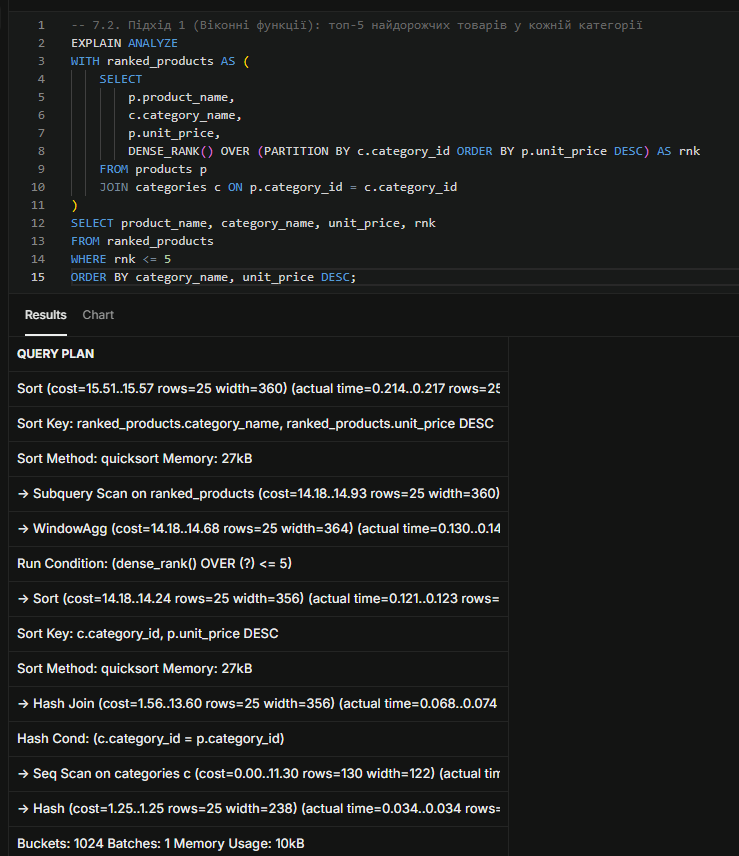 1 -- 7.2. Підхід 1 (Віконні функції): топ-5 найдорожчих товарів у кожній категорії
2 EXPLAIN ANALYZE
3 WITH ranked_products AS (
4 SELECT
5 p.product_name,
6 c.category_name,
7 p.unit_price,
8 DENSE_RANK() OVER (PARTITION BY c.category_id ORDER BY p.unit_price DESC) AS rnk
9 FROM products p
10 JOIN categories c ON p.category_id = c.category_id
11 )
12 SELECT product_name, category_name, unit_price, rnk
13 FROM ranked_products
14 WHERE rnk <= 5
15 ORDER BY category_name, unit_price DESC;
Results Chart
QUERY PLAN
Sort (cost=15.51..15.57 rows=25 width=360) (actual time=0.214..0.217 rows=25
Sort Key: ranked_products.category_name, ranked_products.unit_price DESC
Sort Method: quicksort Memory: 27kB
-> Subquery Scan on ranked_products (cost=14.18..14.93 rows=25 width=360)
-> WindowAgg (cost=14.18..14.68 rows=25 width=364) (actual time=0.130..0.14
Run Condition: (dense_rank() OVER (?) <= 5)
-> Sort (cost=14.18..14.24 rows=25 width=356) (actual time=0.121..0.123 rows=
Sort Key: c.category_id, p.unit_price DESC
Sort Method: quicksort Memory: 27kB
-> Hash Join (cost=1.56..13.60 rows=25 width=356) (actual time=0.068..0.074
Hash Cond: (c.category_id = p.category_id)
-> Seq Scan on categories c (cost=0.00..11.30 rows=130 width=122) (actual tim
-> Hash (cost=1.25..1.25 rows=25 width=238) (actual time=0.034..0.034 rows=
Buckets: 1024 Batches: 1 Memory Usage: 10kB